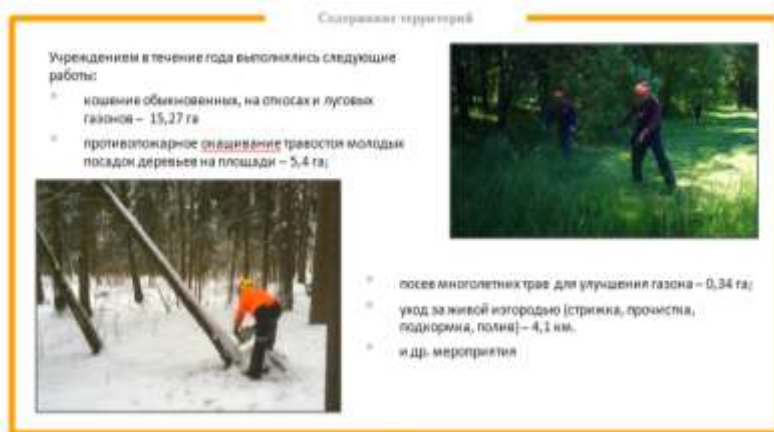 Содержание территорий
Учреждением в течение года выполнялись следующие
работы:
кошение обыкновенных, на откосах и луговых
газонов – 15,27 га
противопожарное окашивание травостоя молодых
посадок деревьев на площади – 5,4 га;
посев многолетних трав для улучшения газона – 0,34 га;
уход за живой изгородью (стрижка, прочистка,
подкормка, полив) – 4,1 км.
и др. мероприятия